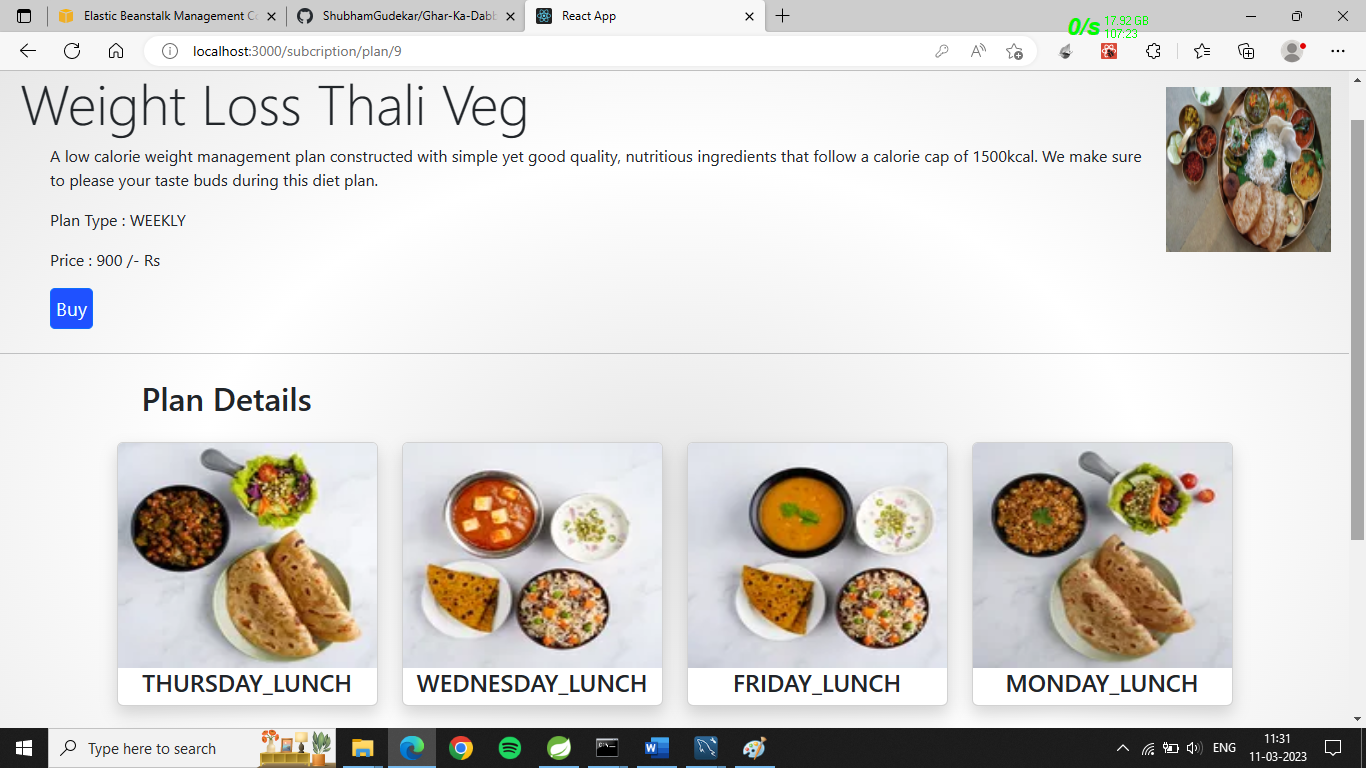 Elastic Beanstalk Management Co
ShubhamGudekar/Ghar-Ka-Dabb
React App
0/s 17.92 GB
107:23
localhost:3000/subcription/plan/9
Weight Loss Thali Veg
A low calorie weight management plan constructed with simple yet good quality, nutritious ingredients that follow a calorie cap of 1500kcal. We make sure
to please your taste buds during this diet plan.
Plan Type : WEEKLY
Price : 900 /- Rs
Buy
Plan Details
THURSDAY_LUNCH
WEDNESDAY_LUNCH
FRIDAY_LUNCH
MONDAY_LUNCH
Type here to search
ENG
11:31
11-03-2023